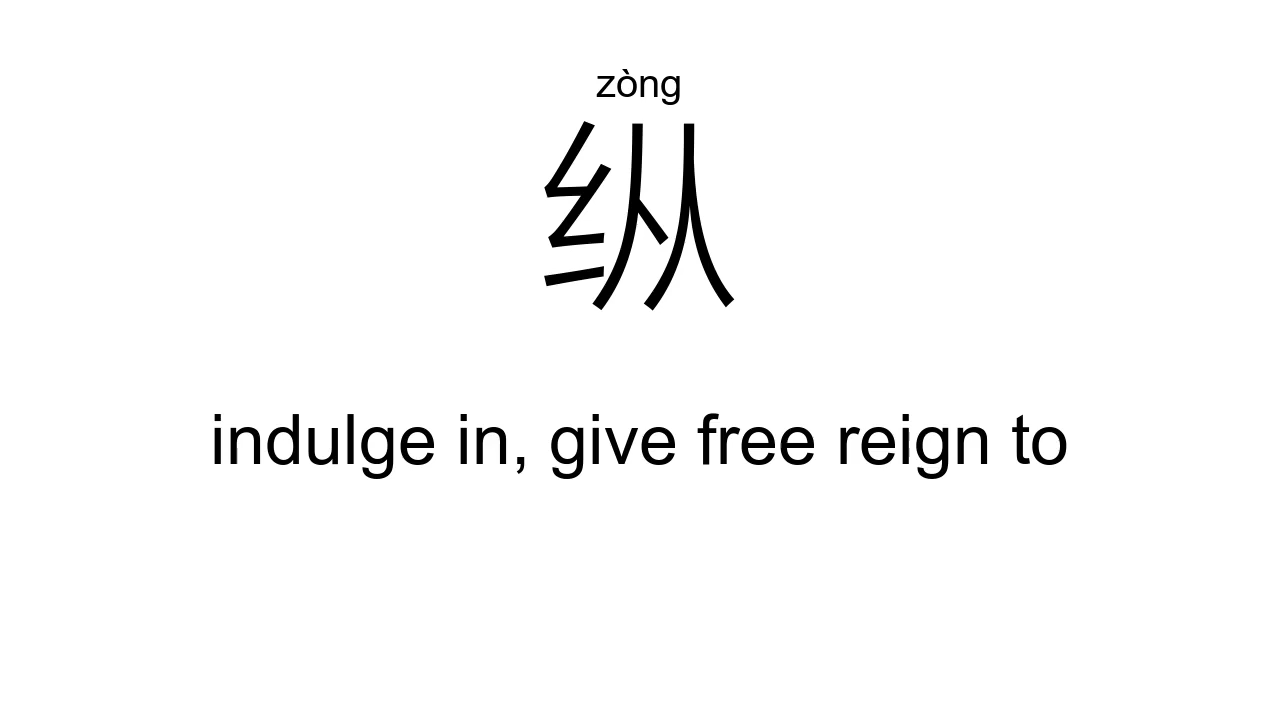 zòng
纵
indulge in, give free reign to